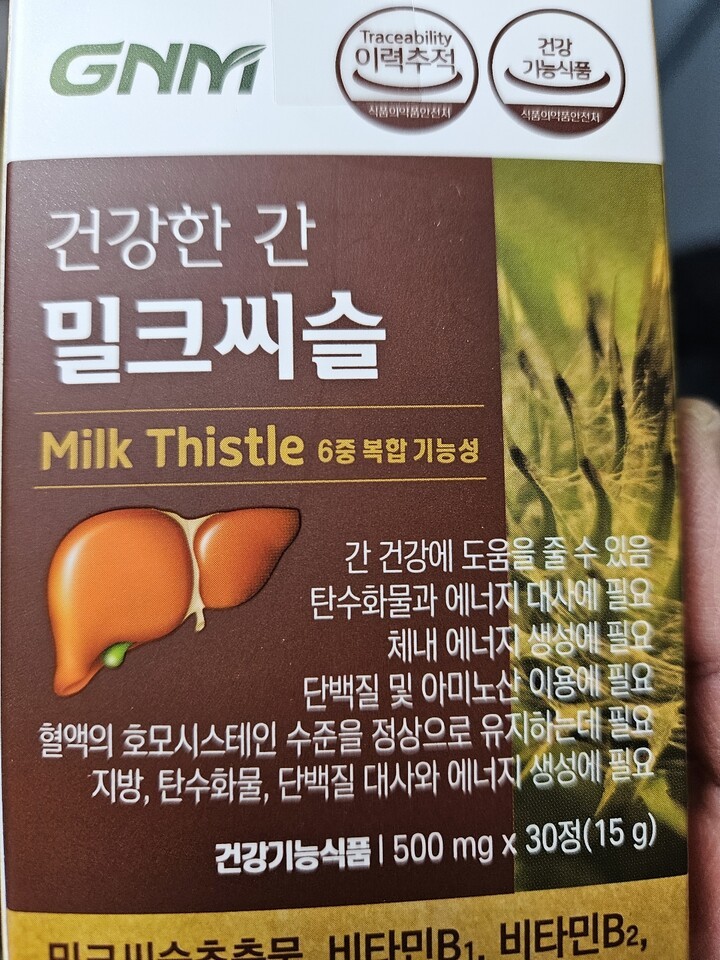 GNM
Traceability
이력추적
식품의약품안전처
건강
기능식품
식품의약품안전처
건강한 간
밀크씨슬
Milk Thistle 6중 복합 기능성
간 건강에 도움을 줄 수 있음
탄수화물과 에너지 대사에 필요
체내 에너지 생성에 필요
단백질 및 아미노산 이용에 필요
혈액의 호모시스테인 수준을 정상으로 유지하는데 필요
지방, 탄수화물, 단백질 대사와 에너지 생성에 필요
건강기능식품 | 500 mg x 30정(15 g)
밀크씨슬추출물, 비타민B₁, 비타민B₂,